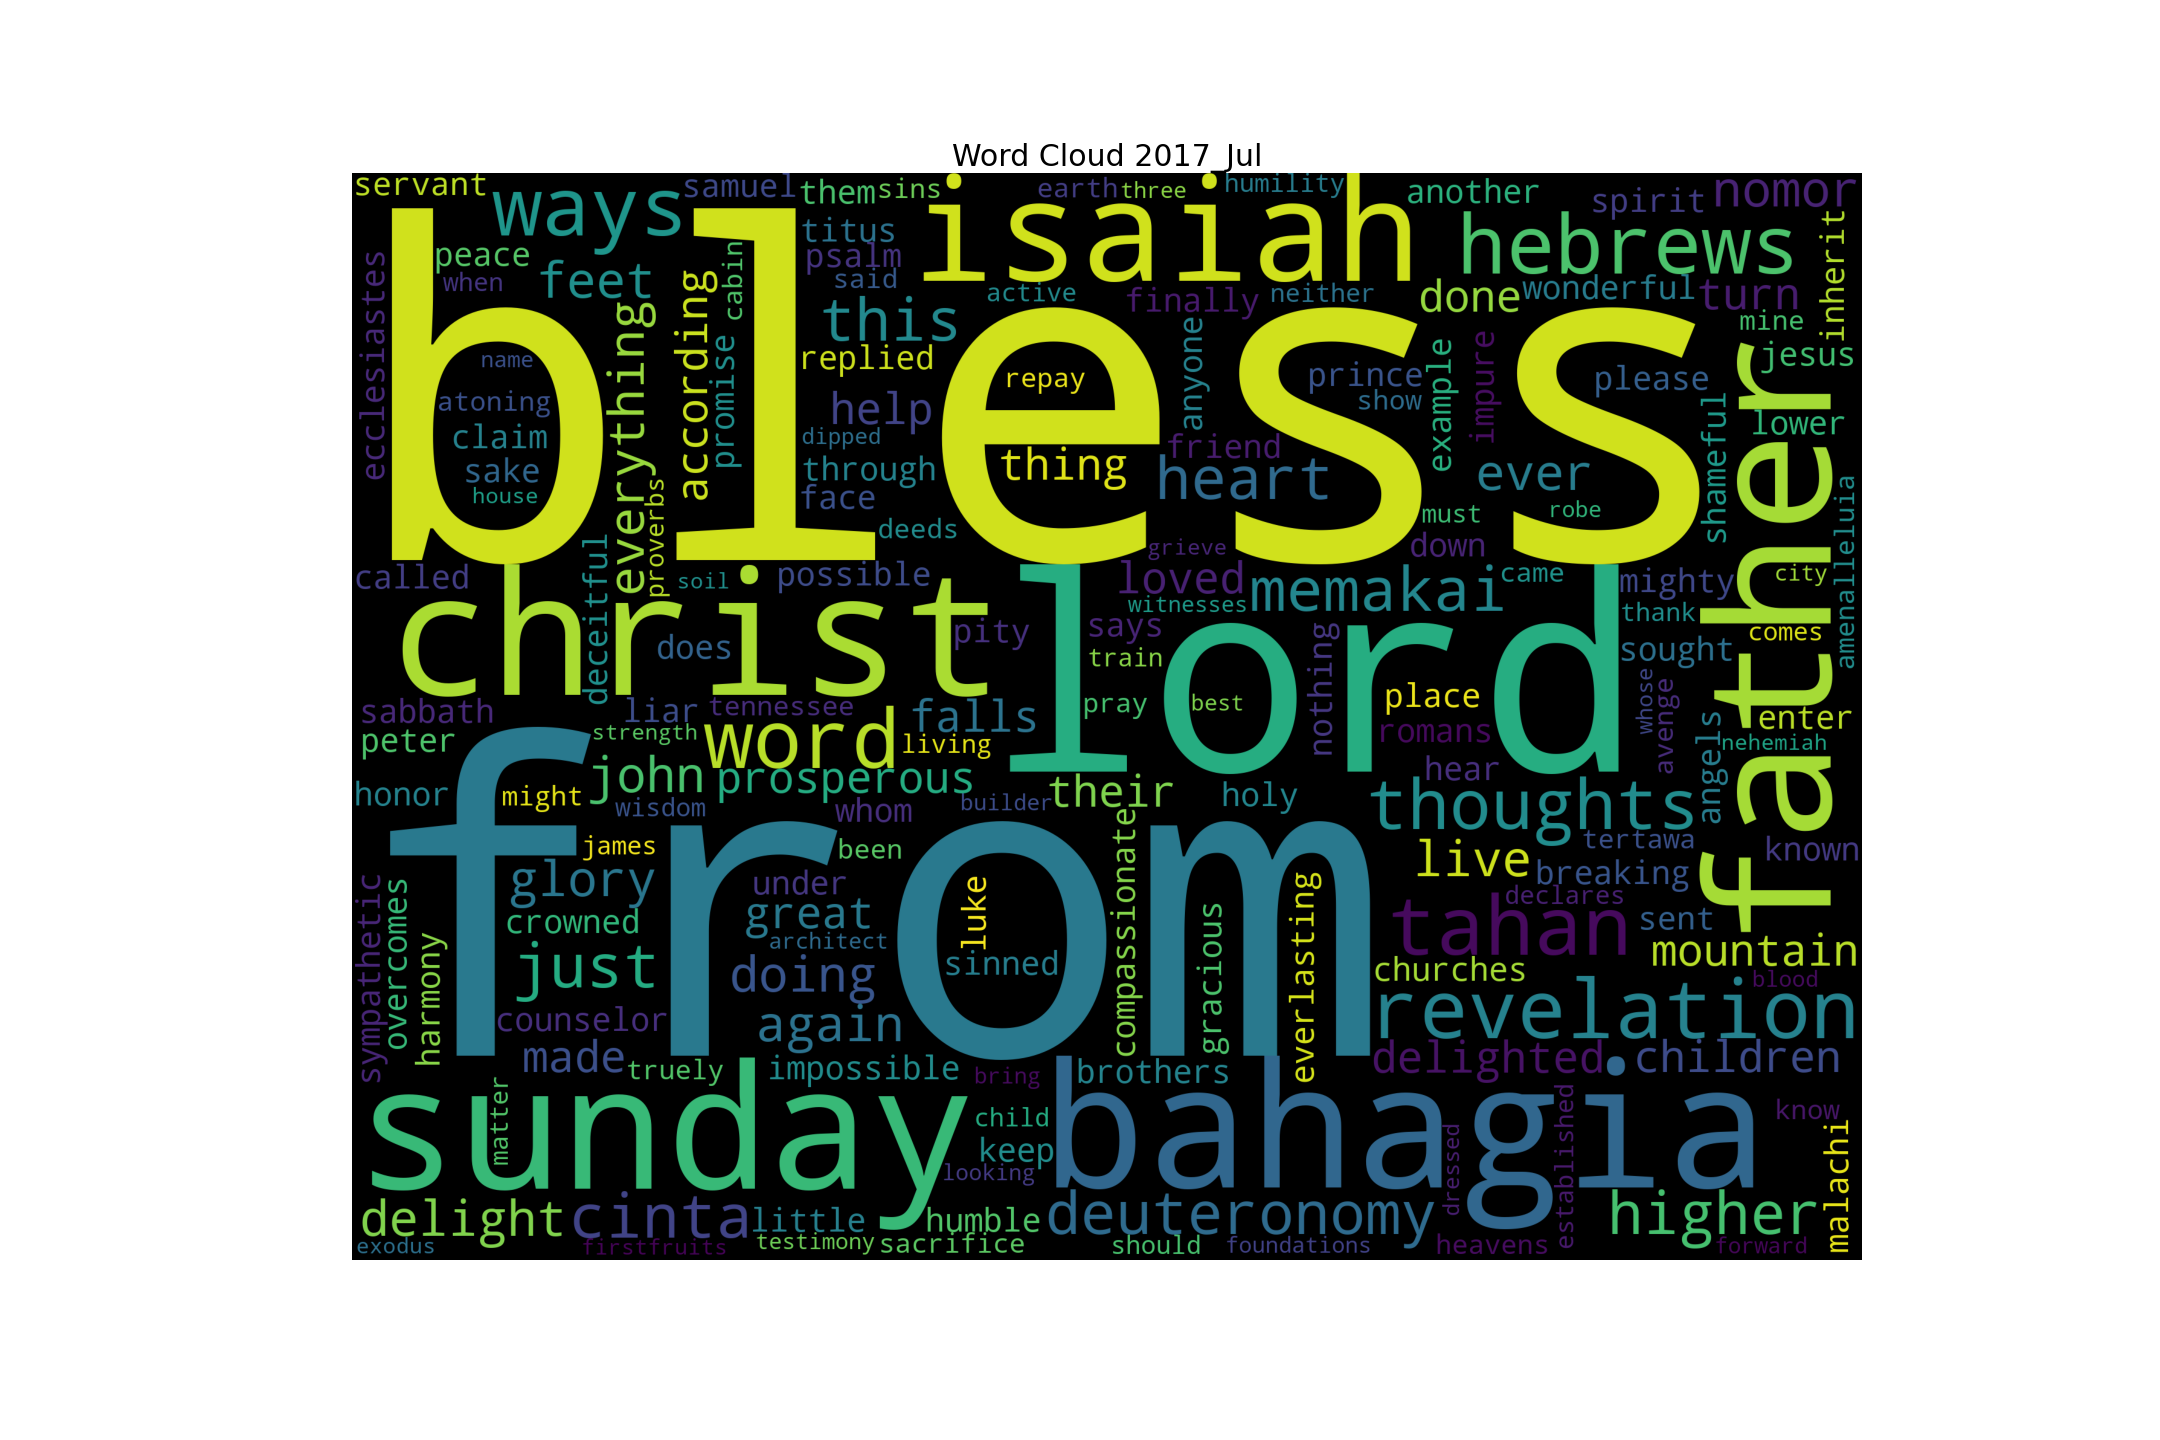 Word Cloud 2017_Jul
servant
ways
samuel
them
sins
isaiah
earth
three
humility
another
spirit
nomor
peace
when
feet
titus
psalm
said
cabin
this
active
finally
neither
hebrews
done
wonderful
turn
inherit
mine
jesus
ecclesiastes
bless
name
atoning
claim
sake
house
everything
proverbs
according
promise
replied
help
dipped
through
face
deeds
repay
thing
anyone
friend
heart
prince
show
example
impure
ever
please
lower
shameful
father
must
robe
down
grieve
amenalleluia
called
christ
deceitful
soil
possible
does
pity
lord
loved
witnesses
memakai
came
mighty
city
thank
comes
says
train
pray
best
nothing
place
romans
sought
whose
avenge
enter
nehemiah
angels
sabbath
peter
liar
tennessee
strength
word
falls
living
honor
might
john
prosperous
wisdom
whom
builder
their
holy
hear
thoughts
tertawa
known
from
james
been
glory
under
great
architect
luke
sinned
compassionate
gracious
everlasting
live
breaking
declares
tahan
sent
mountain
churches
blood
revelation
sympathetic
overcomes
harmony
crowned
just
doing
counselor
again
made
truely
impossible
bring
brothers
delighted
children
sunday
matter
child
keep
looking
bahagia
dressed
established
know
malachi
delight
cinta
little
humble
deuteronomy
higher
exodus
firstfruits
testimony
sacrifice
should
foundations
heavens
forward